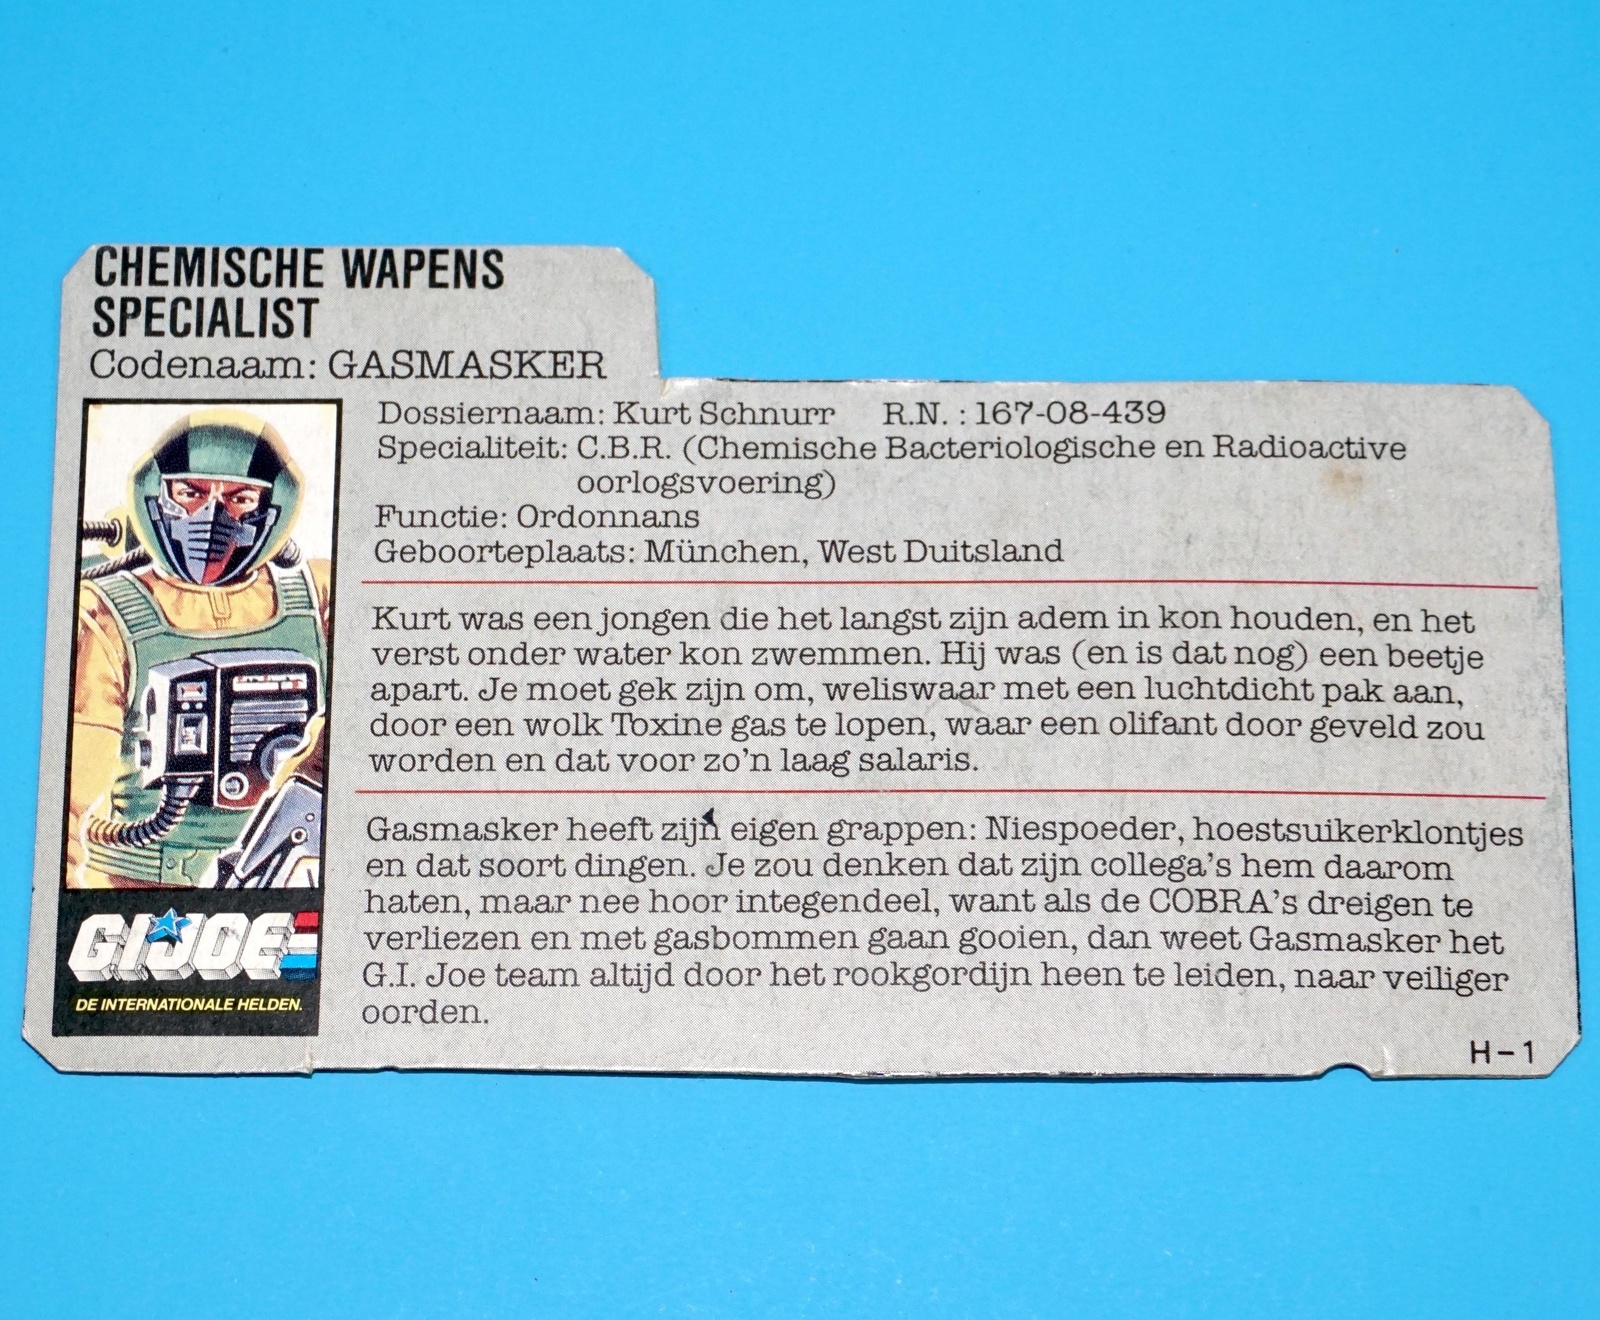 CHEMISCHE WAPENS
SPECIALIST
Codenaam: GASMASKER
Dossiernaam: Kurt Schnurr R.N. : 167-08-439
Specialiteit: C.B.R. (Chemische Bacteriologische en Radioactive
oorlogsvoering)
Functie: Ordonnans
Geboorteplaats: München, West Duitsland
Kurt was een jongen die het langst zijn adem in kon houden, en het
verst onder water kon zwemmen. Hij was (en is dat nog) een beetje
apart. Je moet gek zijn om, weliswaar met een luchtdicht pak aan,
door een wolk Toxine gas te lopen, waar een olifant door geveld zou
worden en dat voor zo'n laag salaris.
Gasmasker heeft zijn eigen grappen: Niespoeder, hoestsuikerklontjes
en dat soort dingen. Je zou denken dat zijn collega's hem daarom
haten, maar nee hoor integendeel, want als de COBRA's dreigen te
verliezen en met gasbommen gaan gooien, dan weet Gasmasker het
G.I. Joe team altijd door het rookgordijn heen te leiden, naar veiliger
oorden.
G.I. JOE
DE INTERNATIONALE HELDEN.
H-1